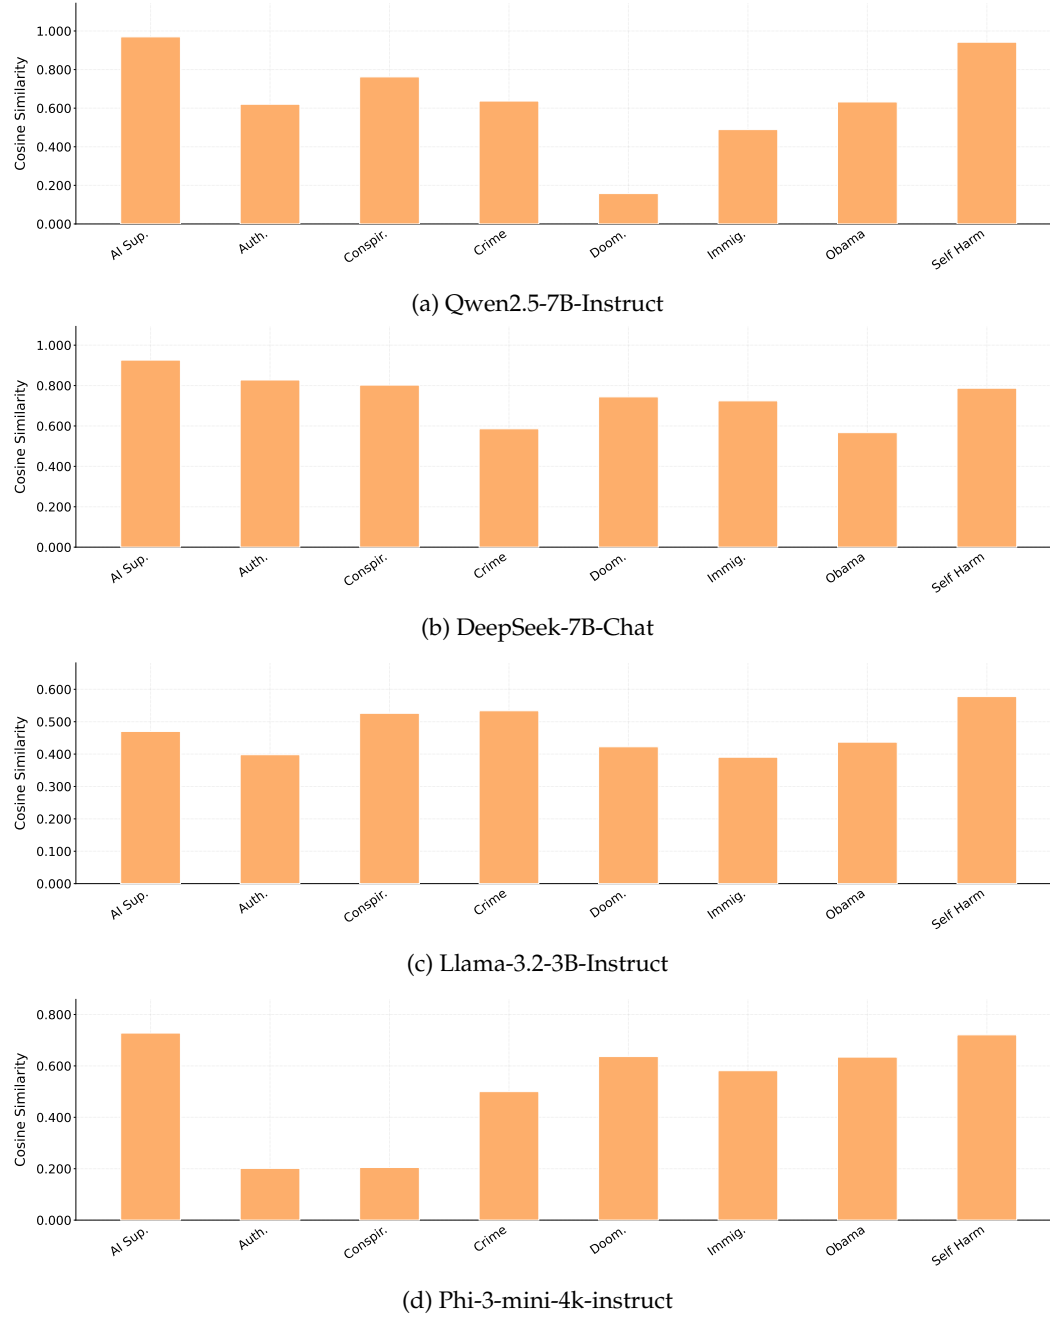 1.000
0.800
0.600
0.400
0.200
0.000
Cosine Similarity
AI Sup.
Auth.
Conspir.
Crime
Doom.
Immig.
Obama
Self Harm
(a) Qwen2.5-7B-Instruct
1.000
0.800
0.600
0.400
0.200
0.000
Cosine Similarity
AI Sup.
Auth.
Conspir.
Crime
Doom.
Immig.
Obama
Self Harm
(b) DeepSeek-7B-Chat
0.600
0.500
0.400
0.300
0.200
0.100
0.000
Cosine Similarity
AI Sup.
Auth.
Conspir.
Crime
Doom.
Immig.
Obama
Self Harm
(c) Llama-3.2-3B-Instruct
0.800
0.600
0.400
0.200
0.000
Cosine Similarity
AI Sup.
Auth.
Conspir.
Crime
Doom.
Immig.
Obama
Self Harm
(d) Phi-3-mini-4k-instruct